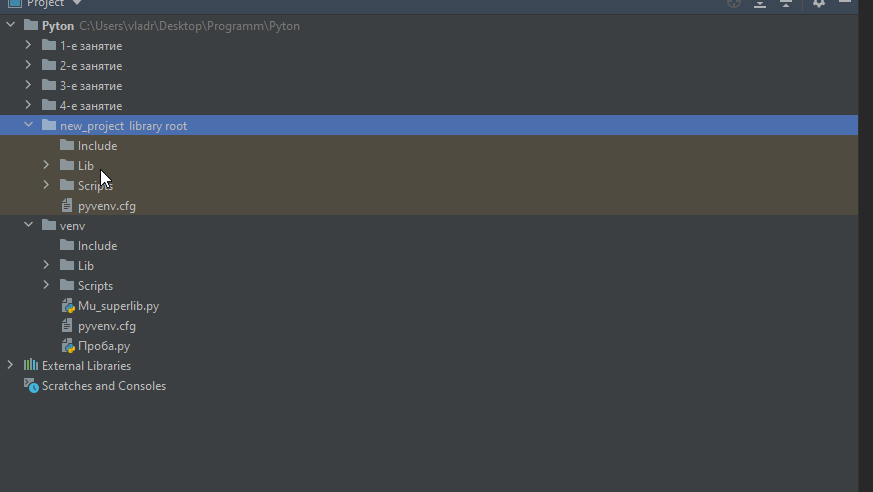 Project
Pyton C:\Users\vladr\Desktop\Programm\Pyton
1-е занятие
2-е занятие
3-е занятие
4-е занятие
new_project library root
Include
Lib
Scripts
pyvenv.cfg
venv
Include
Lib
Scripts
Mu_superlib.py
pyvenv.cfg
Проба.py
External Libraries
Scratches and Consoles